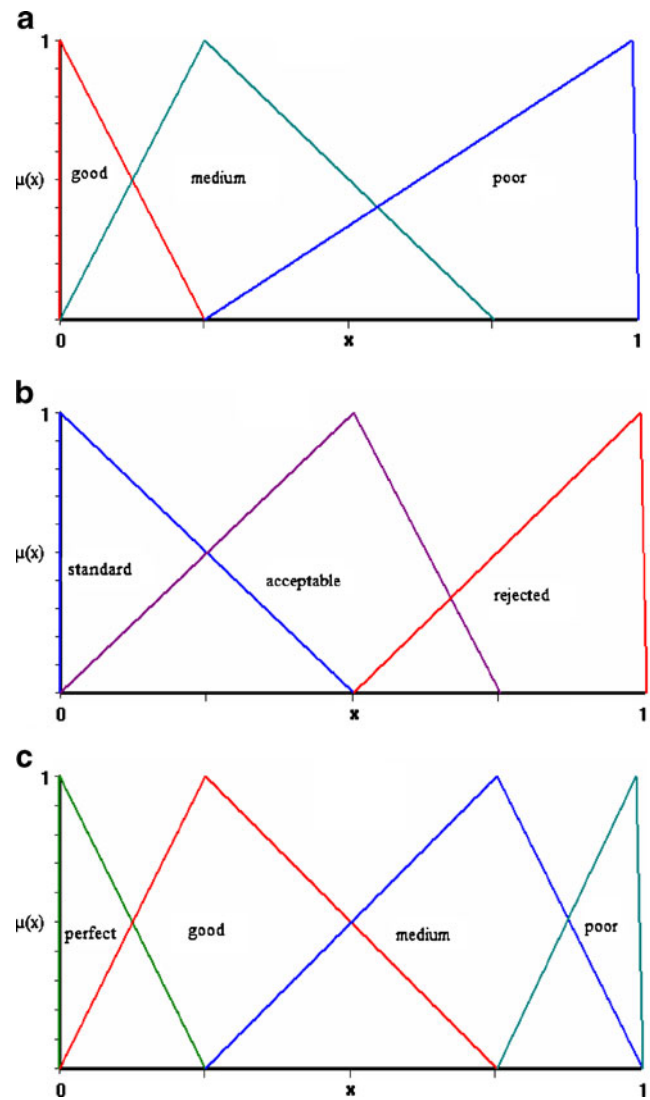 a
1
good
medium
poor
μ(x)
0
x
1
b
1
μ(x)
standard
acceptable
rejected
0
x
1
c
1
μ(x)
perfect
good
medium
poor
0
x
1